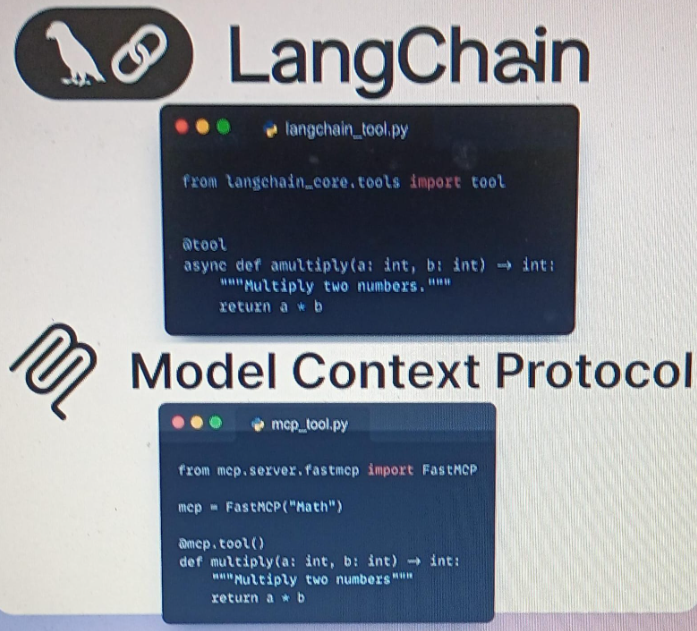 LangChain
langchain_tool.py
from langchain_core.tools import tool
@tool
async def amultiply(a: int, b: int) → int:
"""Multiply two numbers."""
return a * b
Model Context Protocol
mcp_tool.py
from mcp.server.fastmcp import FastMCP
mcp = FastMCP("Math")
@mcp.tool()
def multiply(a: int, b: int) → int:
"""Multiply two numbers"""
return a * b